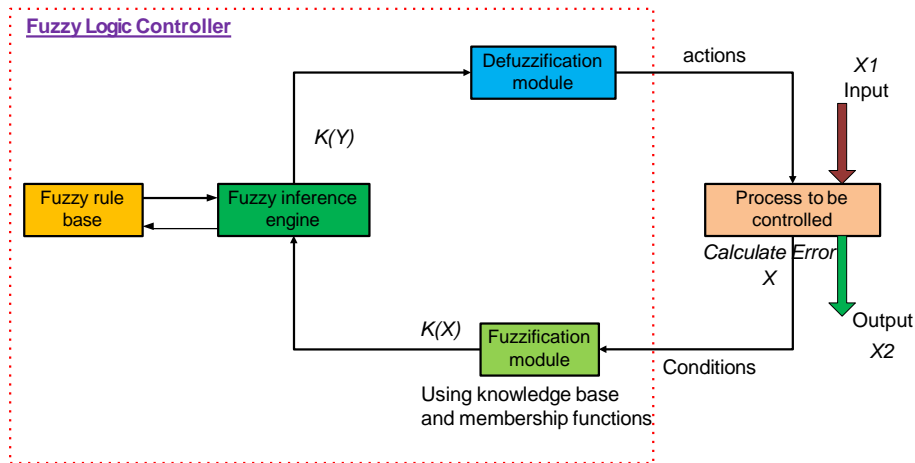 Fuzzy Logic Controller
Defuzzification
module
actions
X1
Input
K(Y)
Fuzzy rule
base
Fuzzy inference
engine
Process to be
controlled
Calculate Error
X
Output
X2
K(X)
Fuzzification
module
Conditions
Using knowledge base
and membership functions